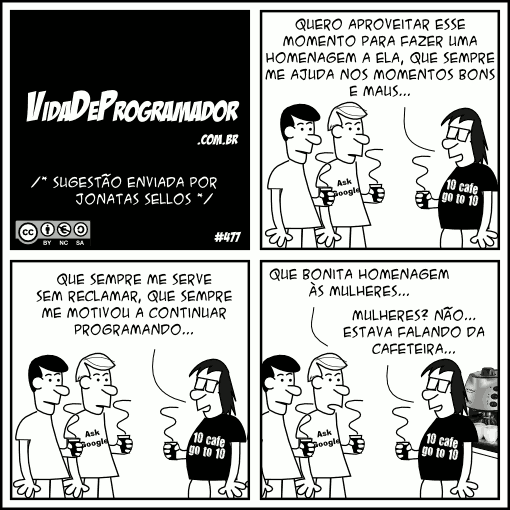 VIDADEPROGRAMADOR
.COM.BR
/* SUGESTÃO ENVIADA POR
JONATAS SELLOS */
cc BY NC SA
#477
QUERO APROVEITAR ESSE
MOMENTO PARA FAZER UMA
HOMENAGEM A ELA, QUE SEMPRE
ME AJUDA NOS MOMENTOS BONS
E MAUS...
Ask
Google
10 cafe
go to 10
QUE SEMPRE ME SERVE
SEM RECLAMAR, QUE SEMPRE
ME MOTIVOU A CONTINUAR
PROGRAMANDO...
Ask
Google
10 cafe
go to 10
QUE BONITA HOMENAGEM
ÀS MULHERES...
MULHERES? NÃO...
ESTAVA FALANDO DA
CAFETEIRA...
Ask
Google
10 cafe
go to 10